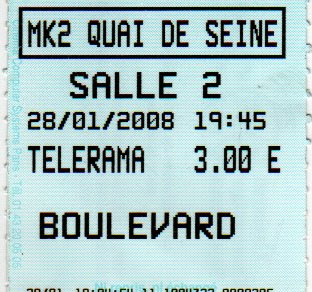 MK2 QUAI DE SEINE
SALLE 2
28/01/2008 19:45
TELERAMA 3.00 E
BOULEVARD